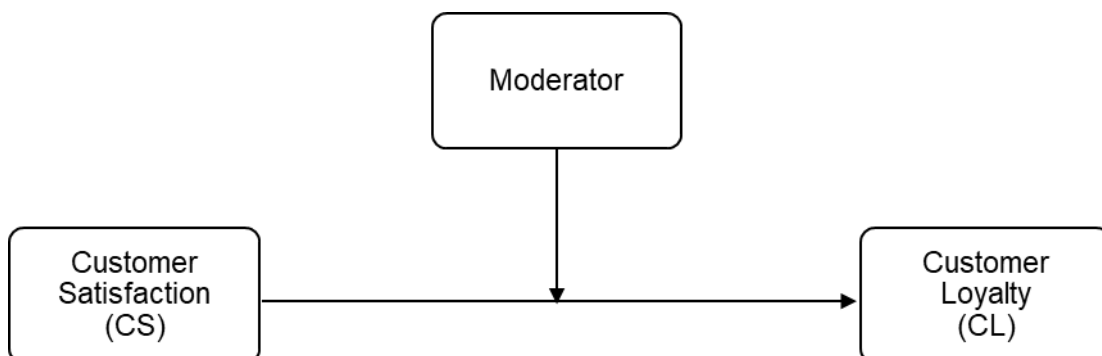 Moderator
Customer
Satisfaction
(CS)
Customer
Loyalty
(CL)